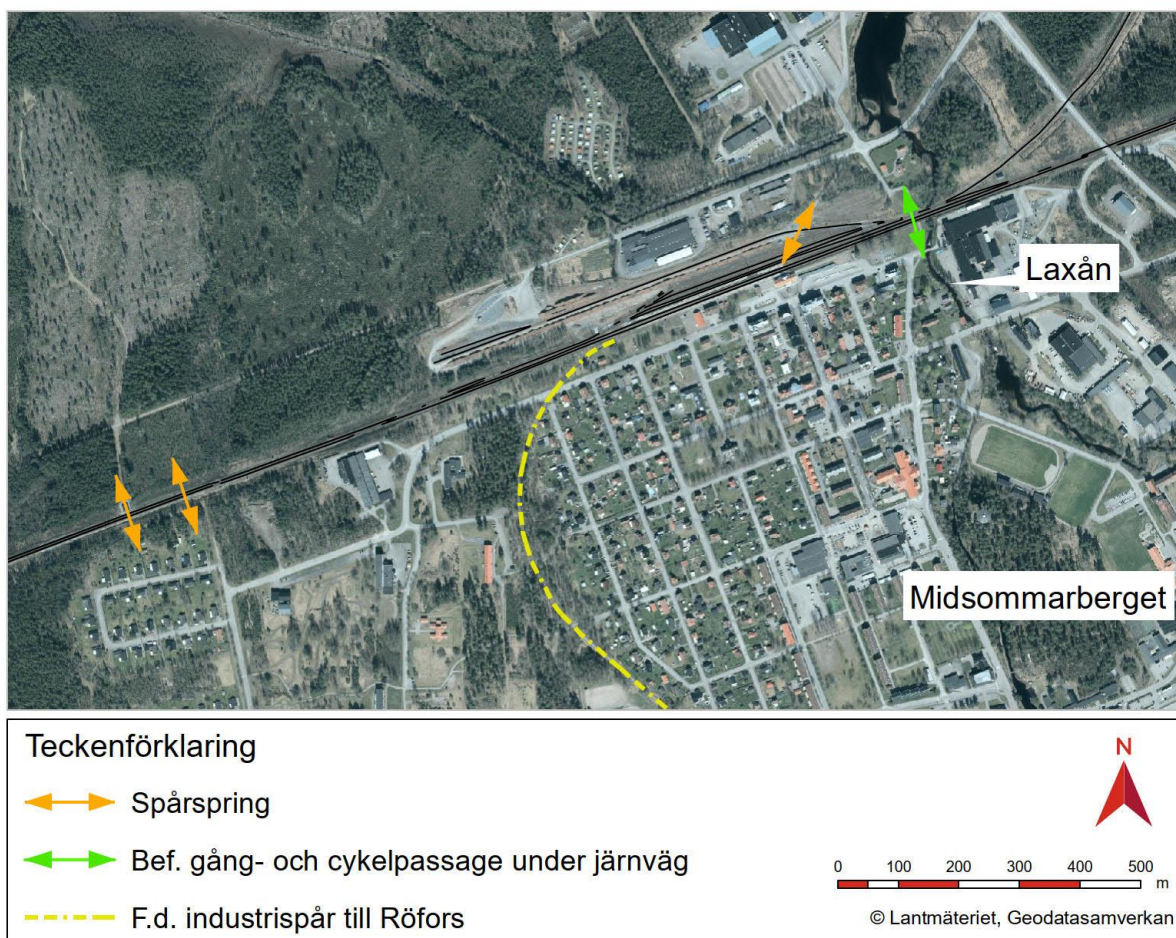 Laxån
Midsommarberget
Teckenförklaring
Spårspring
Bef. gång- och cykelpassage under järnväg
F.d. industrispår till Röfors
N
0 100 200 300 400 500
m
© Lantmäteriet, Geodatasamverkan